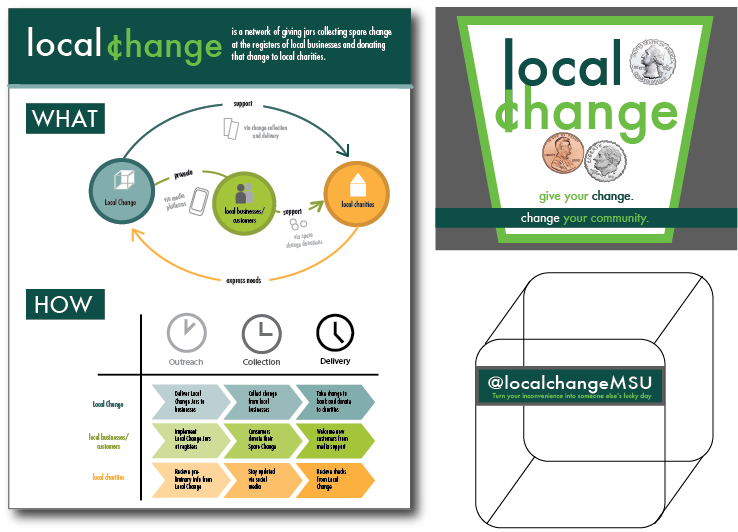 local ¢hange
is a network of giving jars collecting spare change
at the registers of local businesses and donating
that change to local charities.
WHAT
support
via change collection
and delivery
Local Change
promote
via media
platforms
local businesses/
customers
support
via spare
change donations
local charities
express needs
HOW
Outreach
Collection
Delivery
Local Change
Deliver Local
Change Jars to
businesses
Collect change
from local
businesses
Take change to
bank and donate
to charities
local businesses/
customers
Implement
Local Change Jars
at registers
Consumers
donate their
Spare Change
Welcome new
customers from
media support
local charities
Recieve pre-
liminary info from
Local Change
Stay updated
via social
media
Recieve checks
from Local
Change
local
¢hange
give your change.
change your community.
@localchangeMSU
Turn your inconvenience into someone else's lucky day